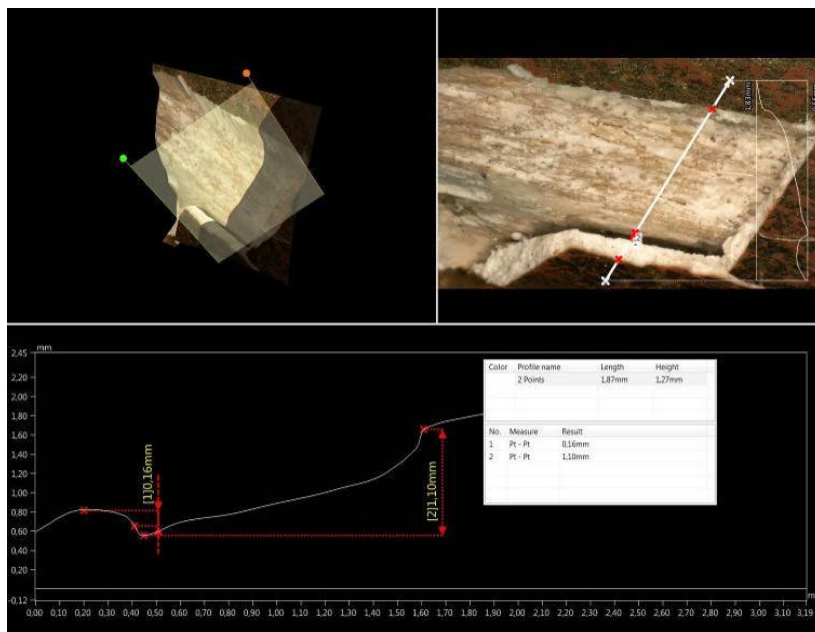 1,83mm
mm
2,45
2,20
2,00
1,80
1,60
1,40
1,20
1,00
0,80
0,60
0,40
0,20
-0,12
[1]0,16mm
[2]1,10mm
Color Profile name Length Height
2 Points 1,87mm 1,27mm
No. Measure Result
1 Pt - Pt 0,16mm
2 Pt - Pt 1,10mm
0,00 0,10 0,20 0,30 0,40 0,50 0,60 0,70 0,80 0,90 1,00 1,10 1,20 1,30 1,40 1,50 1,60 1,70 1,80 1,90 2,00 2,10 2,20 2,30 2,40 2,50 2,60 2,70 2,80 2,90 3,00 3,19